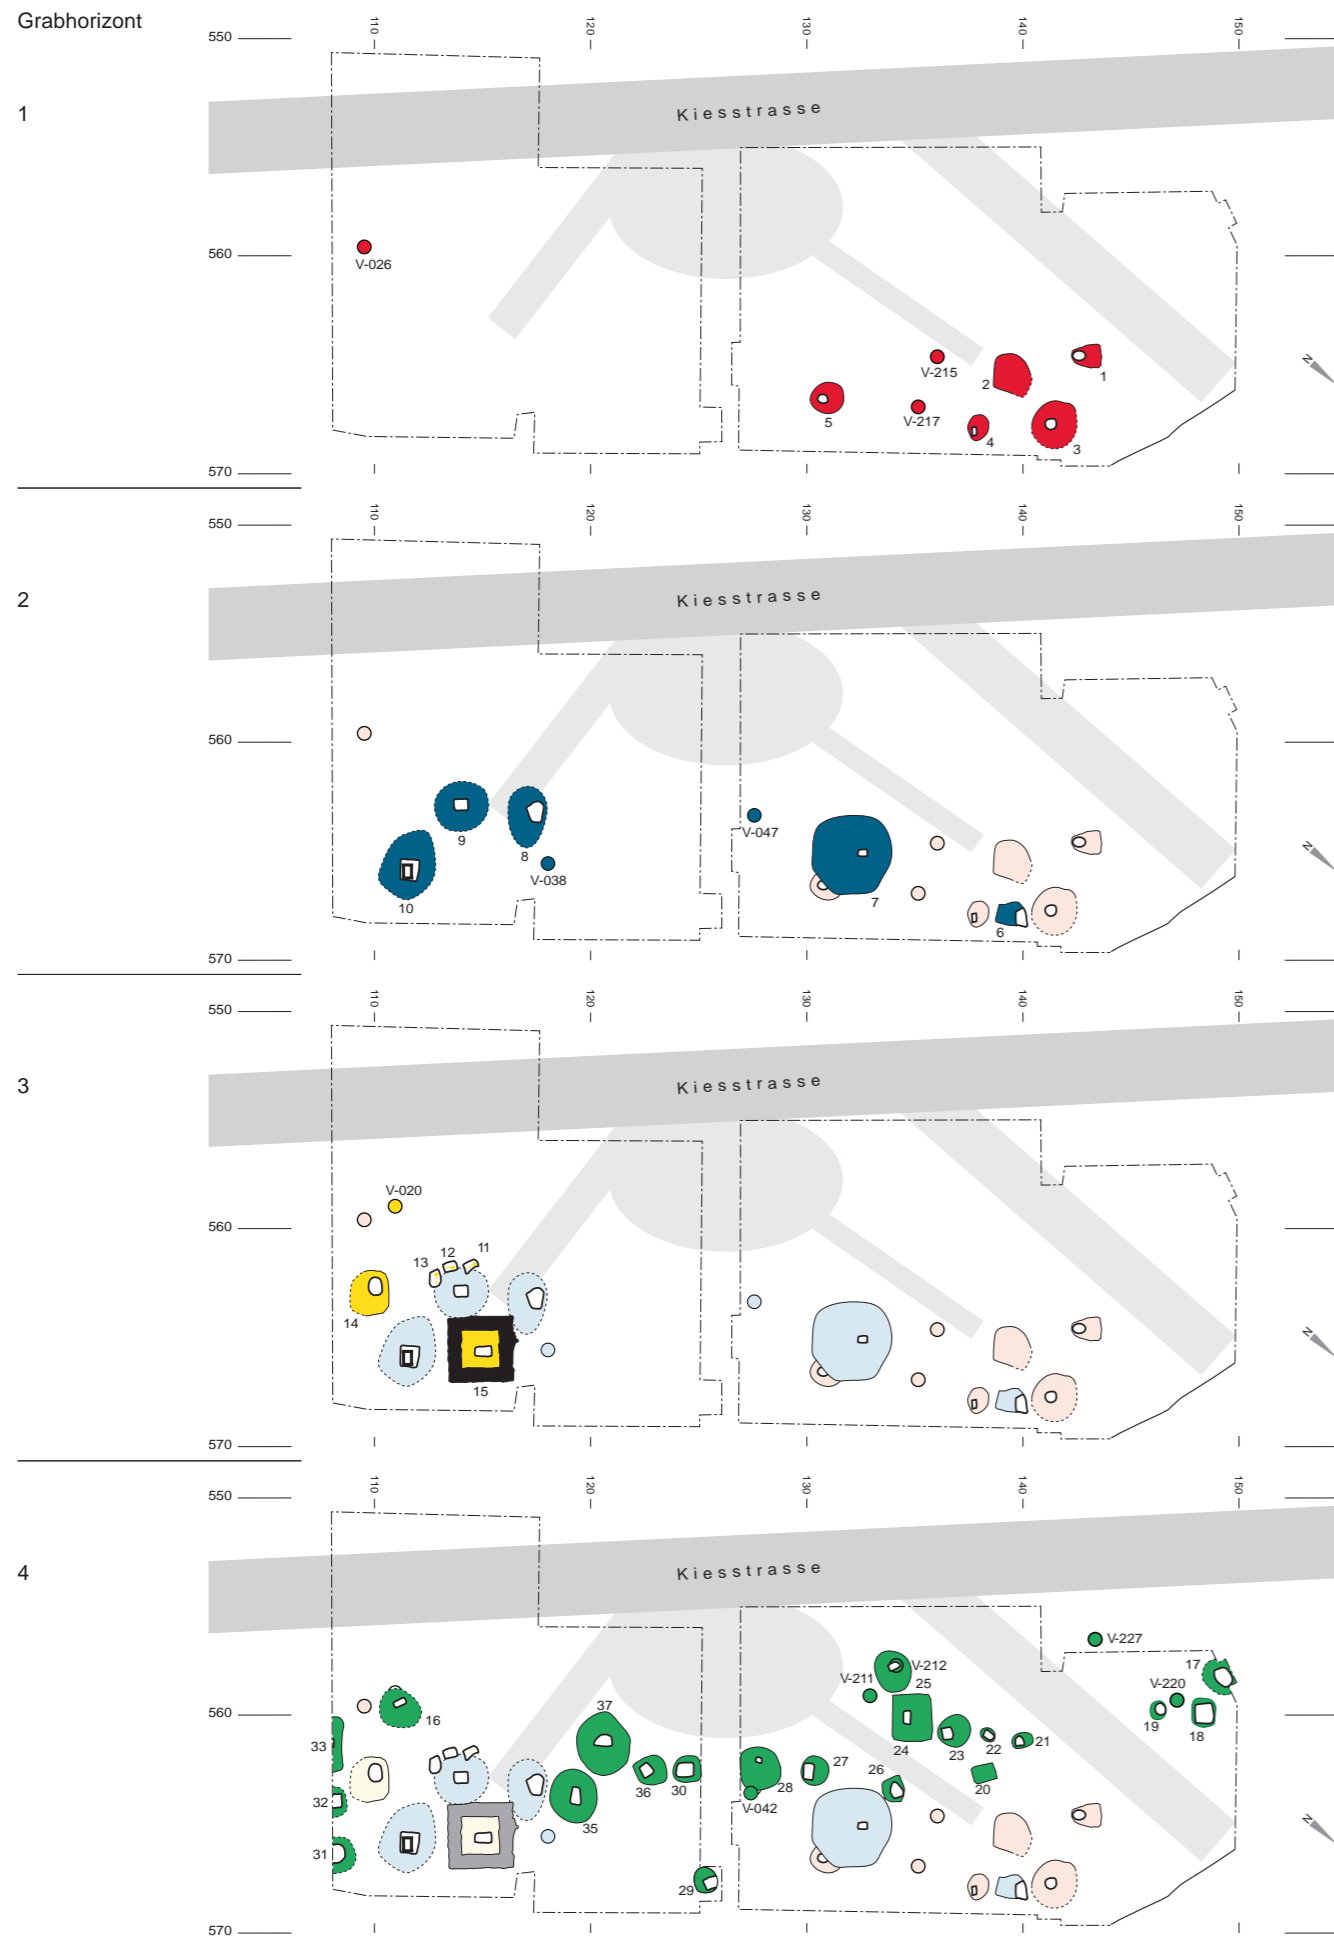 Grabhorizont
110 120 130 140 150
550
1
Kiesstrasse
560
V-026
V-215
1
2
N
5
V-217
4
3
570
110 120 130 140 150
550
2
Kiesstrasse
560
V-047
9
8
V-038
10
7
6
N
570
110 120 130 140 150
550
3
Kiesstrasse
V-020
560
13 12 11
14
15
N
570
110 120 130 140 150
550
4
Kiesstrasse
V-227
V-211 V-212
25
17
V-220
560
16
37
33
24
23
22
21
19
18
36
30
28
27
26
20
32
35
V-042
31
29
N
570